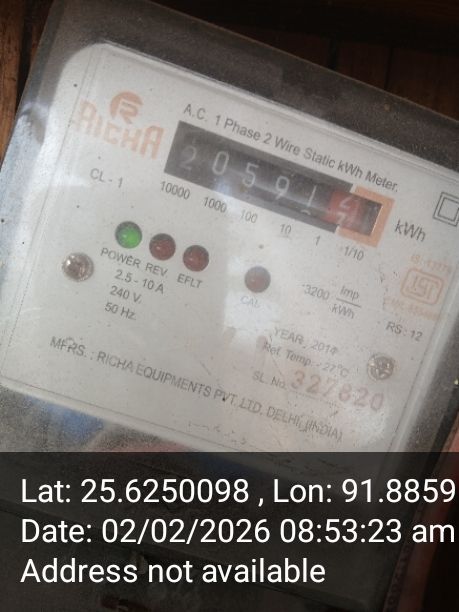 RICHA
A.C. 1 Phase 2 Wire Static kWh Meter.
20591
kWh
10000 1000 100 10 1 1/10
CL - 1
POWER REV. EFLT
CAL
2.5 - 10 A
240 V.
50 Hz.
3200 Imp
kWh
RS : 12
YEAR 2014
Ref. Temp. - 27°C
SL. No. 327820
MFRS. : RICHA EQUIPMENTS PVT. LTD. DELHI, (INDIA)
Lat: 25.6250098 , Lon: 91.8859
Date: 02/02/2026 08:53:23 am
Address not available